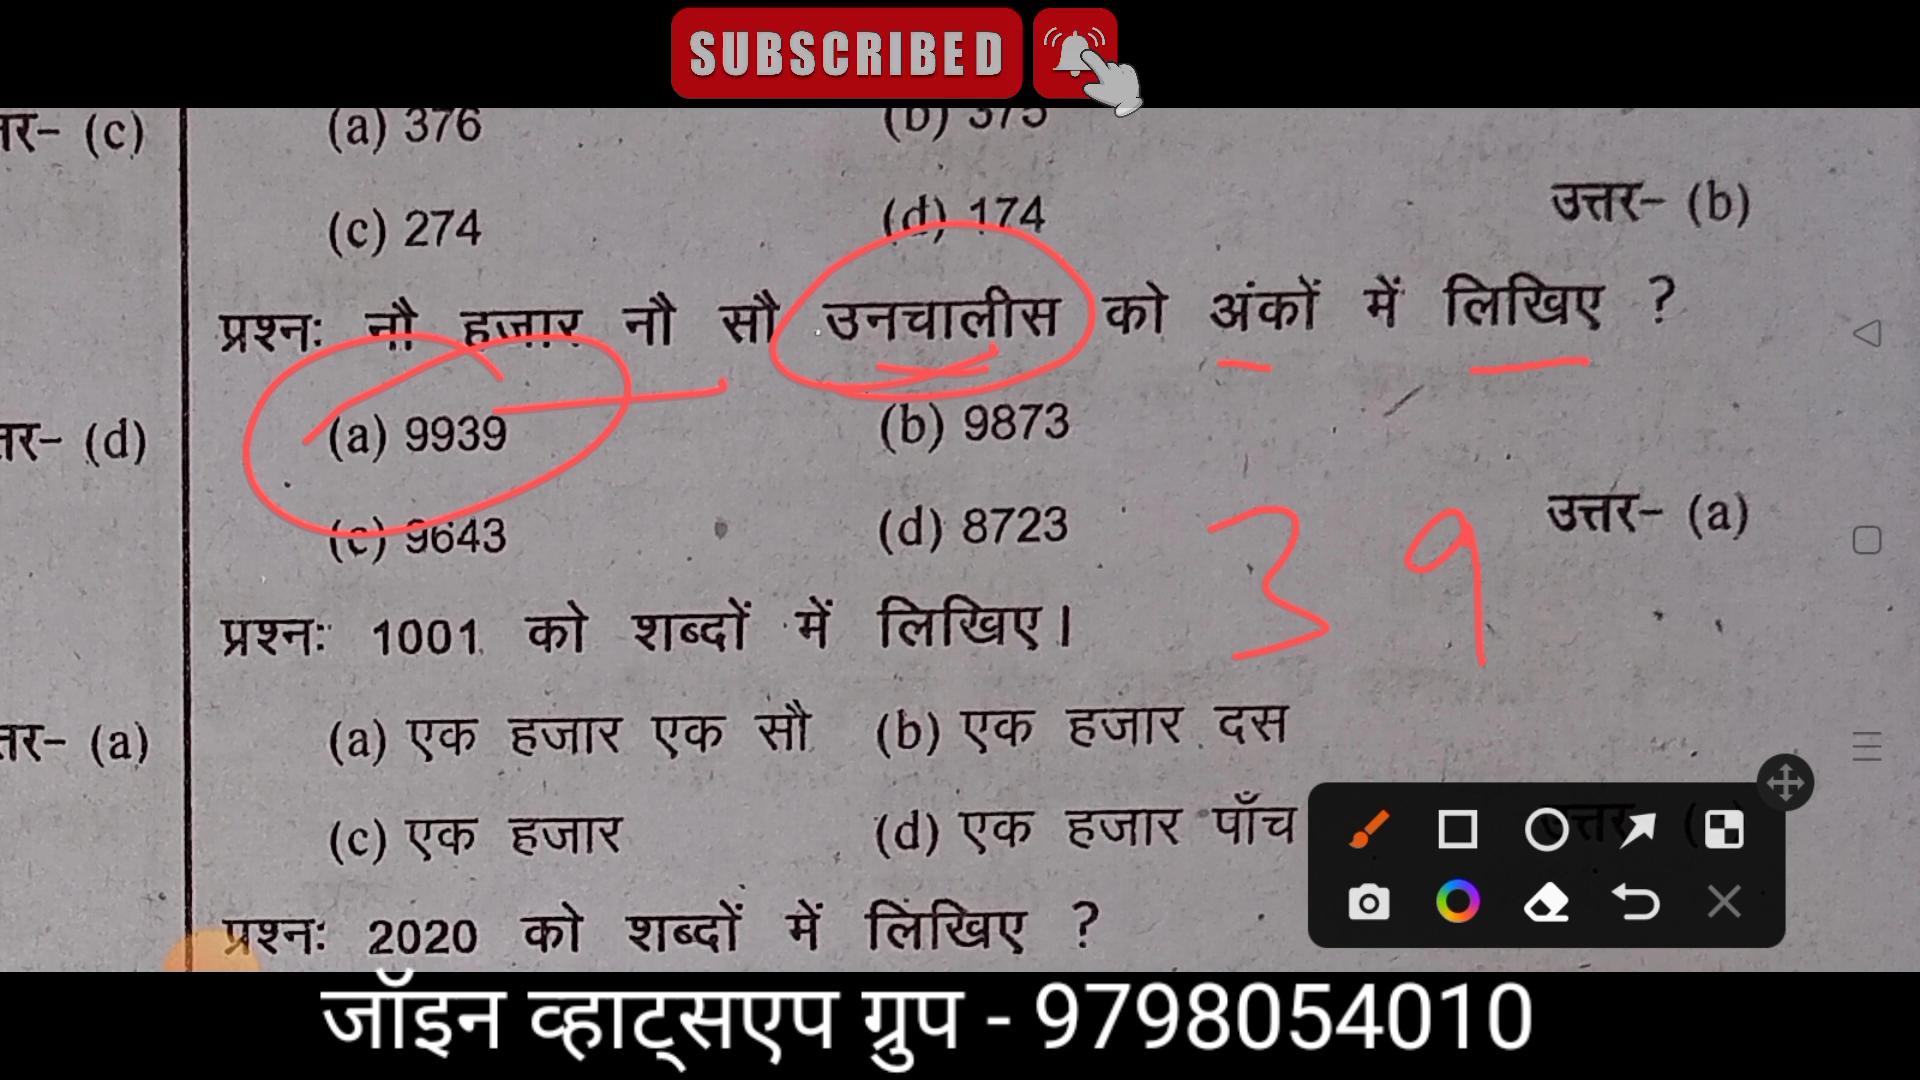 SUBSCRIBED
त्तर- (c)
(a) 376 (b) 375
(c) 274 (d) 174
उत्तर- (b)
प्रश्नः नौ हजार नौ सौ उनचालीस को अंकों में लिखिए ?
तर- (d)
(a) 9939 (b) 9873
(c) 9643 (d) 8723
उत्तर- (a)
39
प्रश्नः 1001 को शब्दों में लिखिए।
तर- (a)
(a) एक हजार एक सौ (b) एक हजार दस
(c) एक हजार (d) एक हजार पाँच
प्रश्नः 2020 को शब्दों में लिखिए ?
जॉइन व्हाट्सएप ग्रुप - 9798054010